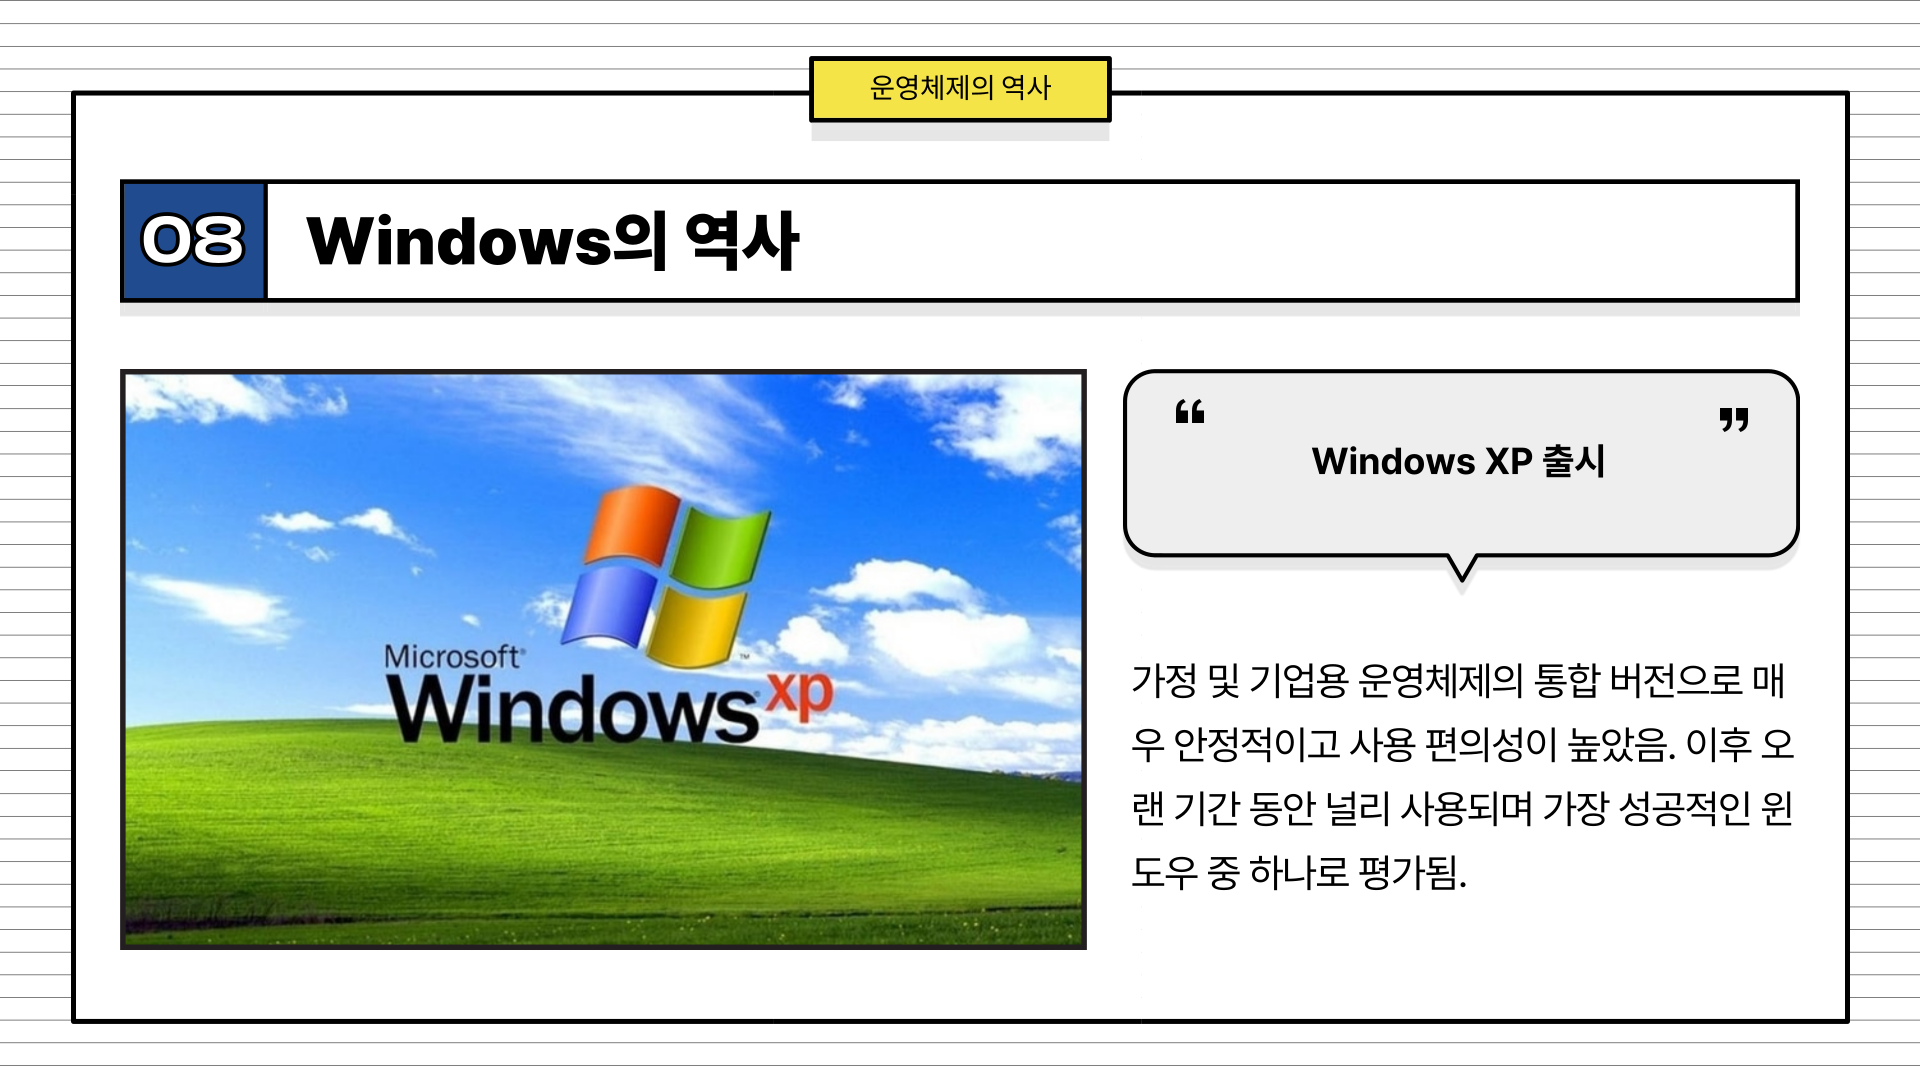 운영체제의 역사
08
Windows의 역사
Microsoft®
Windows® xp
™
“ ”
Windows XP 출시
가정 및 기업용 운영체제의 통합 버전으로 매
우 안정적이고 사용 편의성이 높았음. 이후 오
랜 기간 동안 널리 사용되며 가장 성공적인 윈
도우 중 하나로 평가됨.